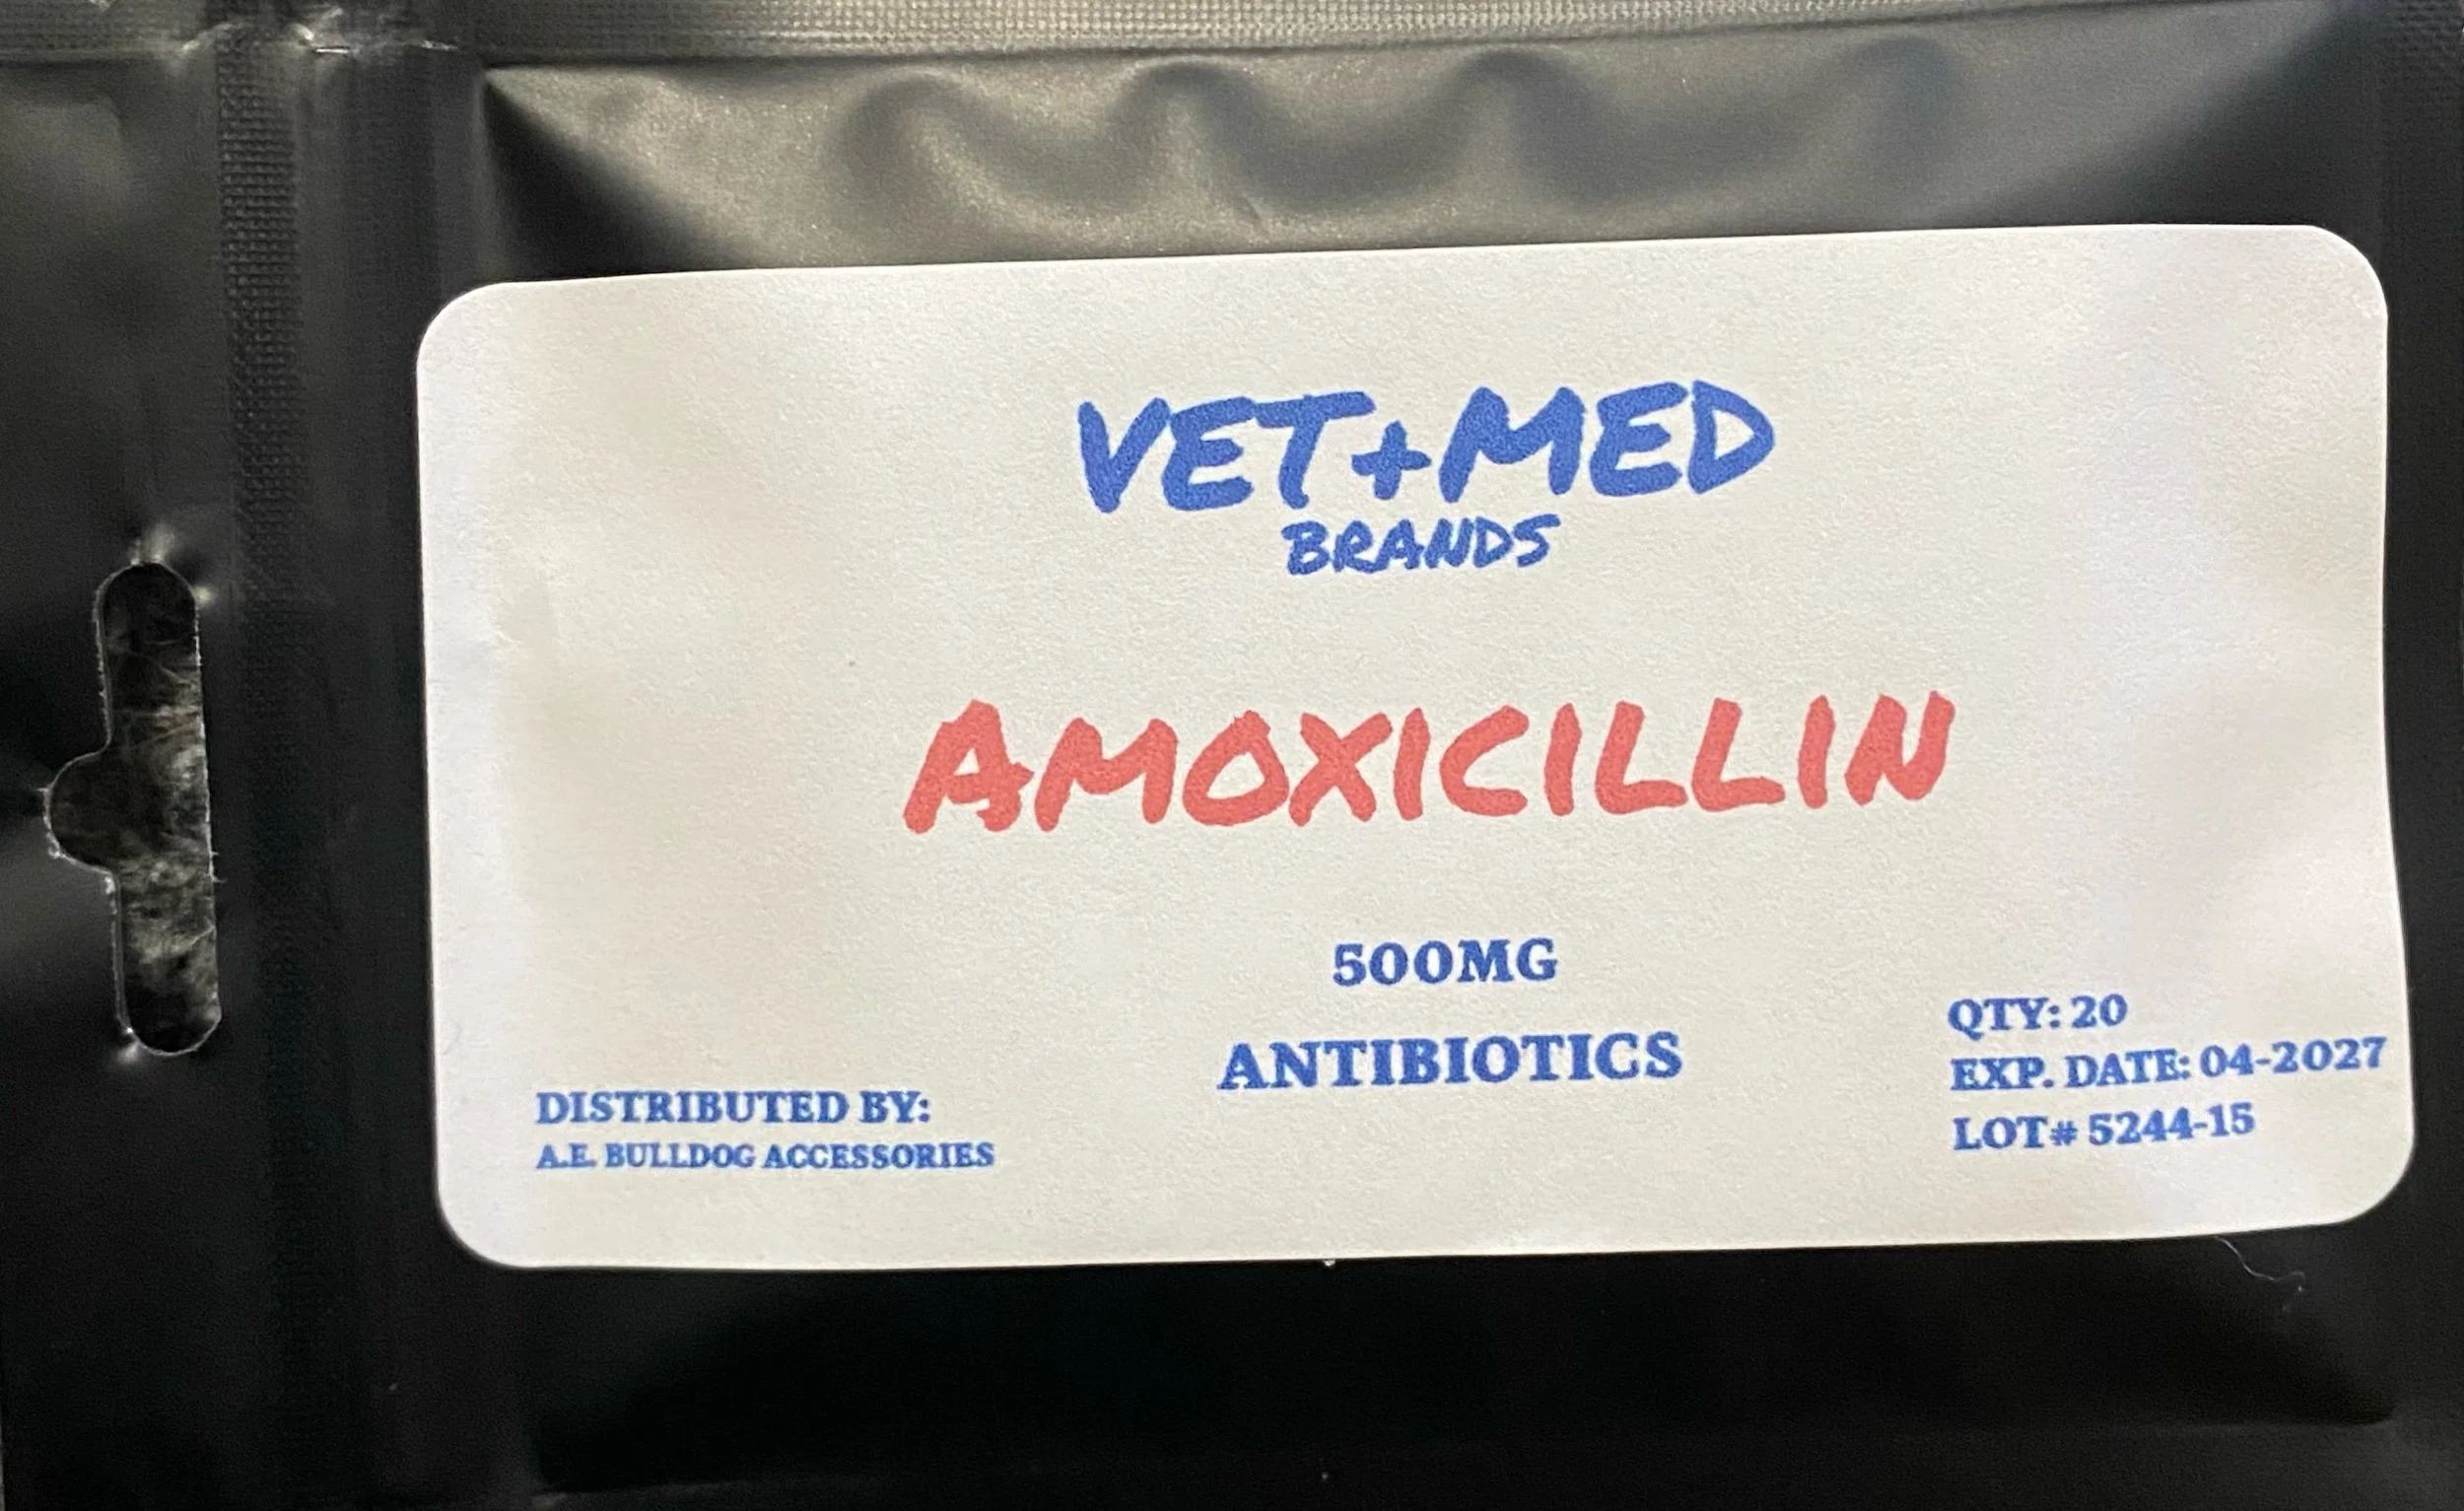 VET+MED
BRANDS
AMOXICILLIN
500MG
ANTIBIOTICS
DISTRIBUTED BY:
A.E. BULLDOG ACCESSORIES
QTY: 20
EXP. DATE: 04-2027
LOT# 5244-15